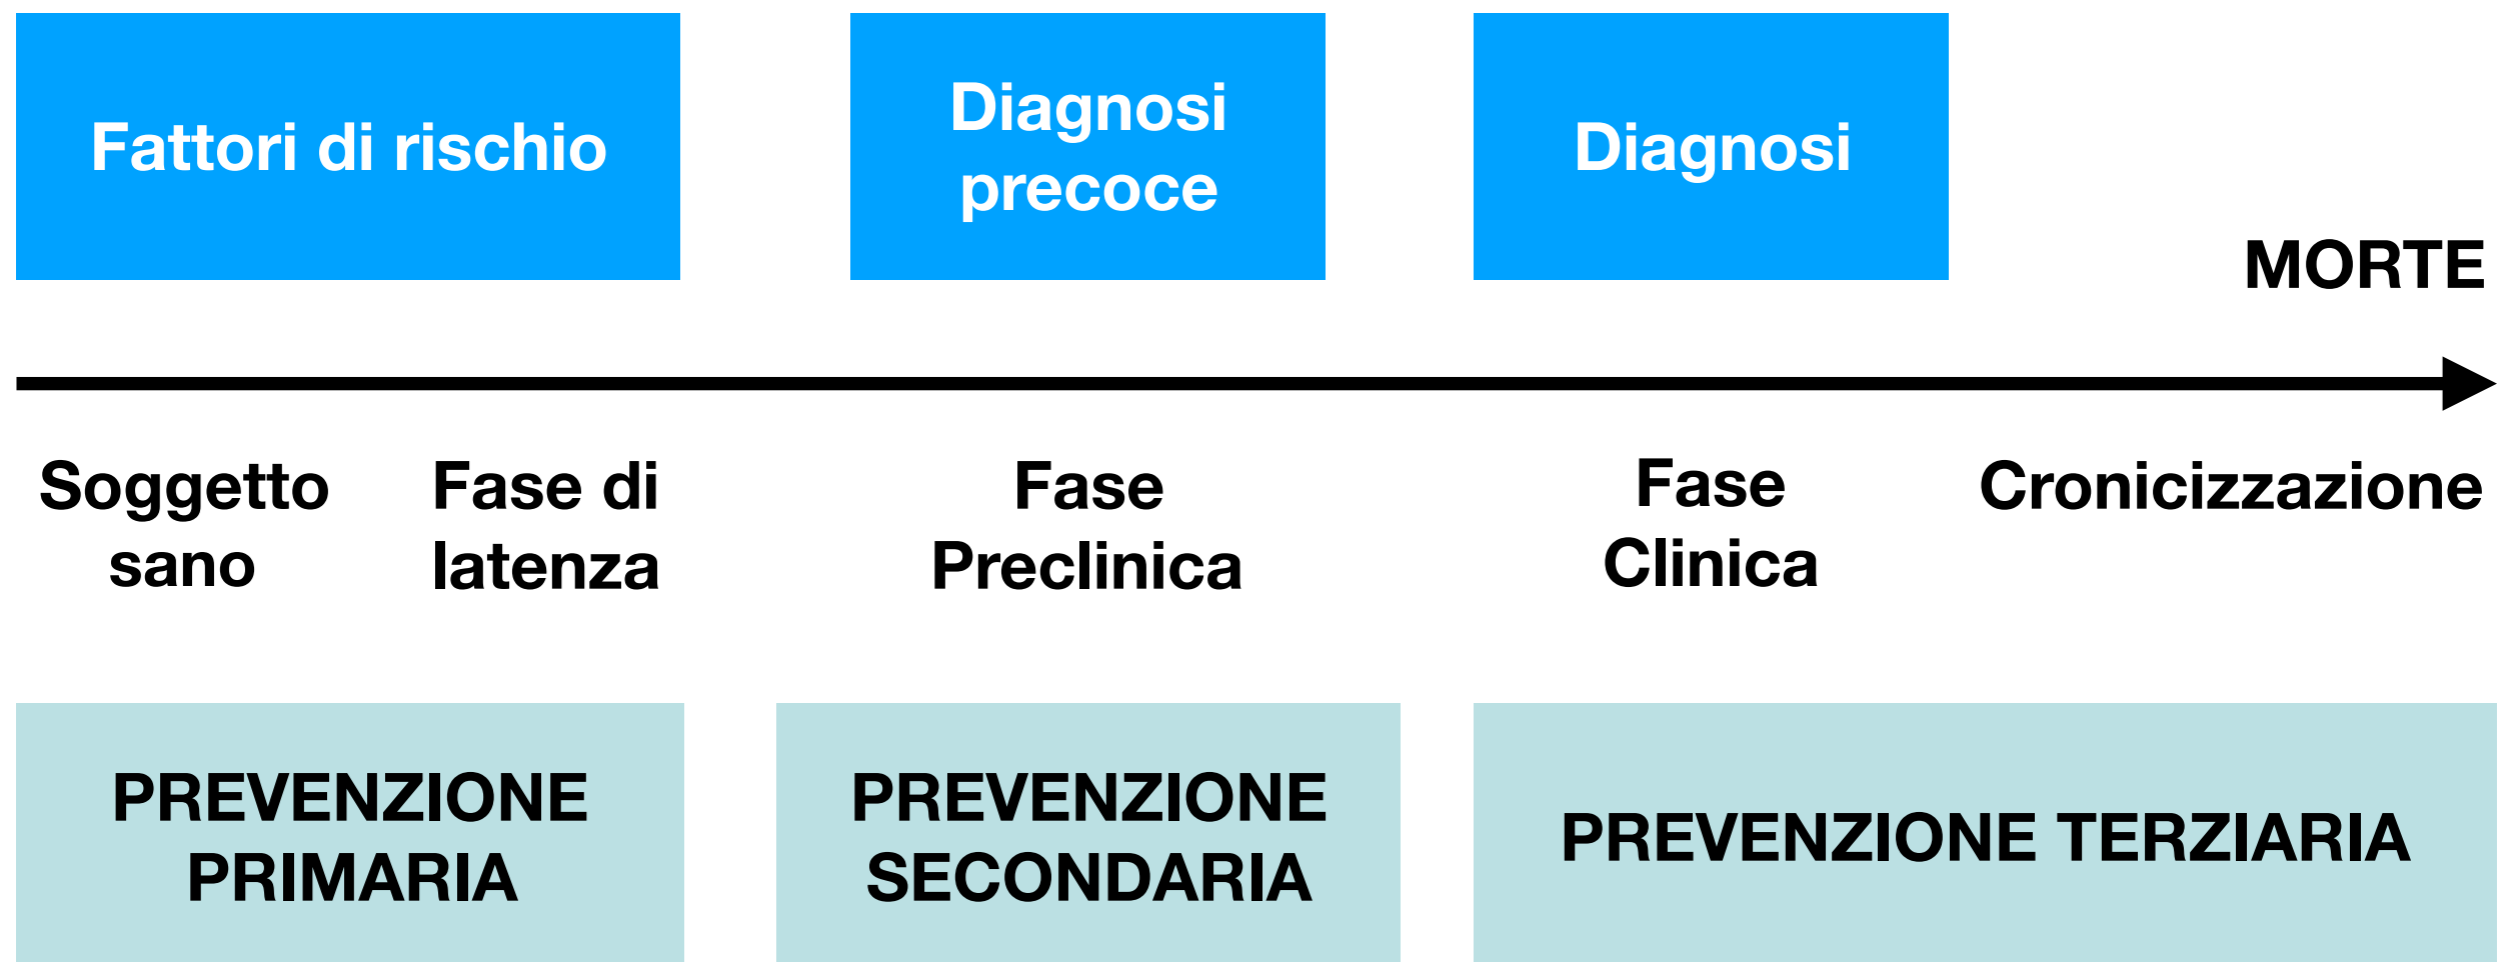 Fattori di rischio
Diagnosi
precoce
Diagnosi
MORTE
Soggetto
sano
Fase di
latenza
Fase
Preclinica
Fase
Clinica
Cronicizzazione
PREVENZIONE
PRIMARIA
PREVENZIONE
SECONDARIA
PREVENZIONE TERZIARIA